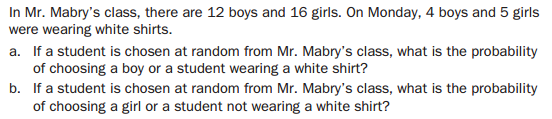 In Mr. Mabry's class, there are 12 boys and 16 girls. On Monday, 4 boys and 5 girls
were wearing white shirts.
a. If a student is chosen at random from Mr. Mabry's class, what is the probability
of choosing a boy or a student wearing a white shirt?
b. If a student is chosen at random from Mr. Mabry's class, what is the probability
of choosing a girl or a student not wearing a white shirt?